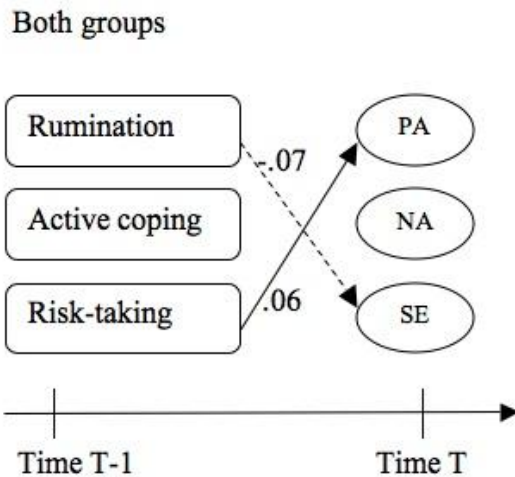 Both groups
Rumination
PA
-.07
Active coping
NA
Risk-taking
.06
SE
Time T-1
Time T